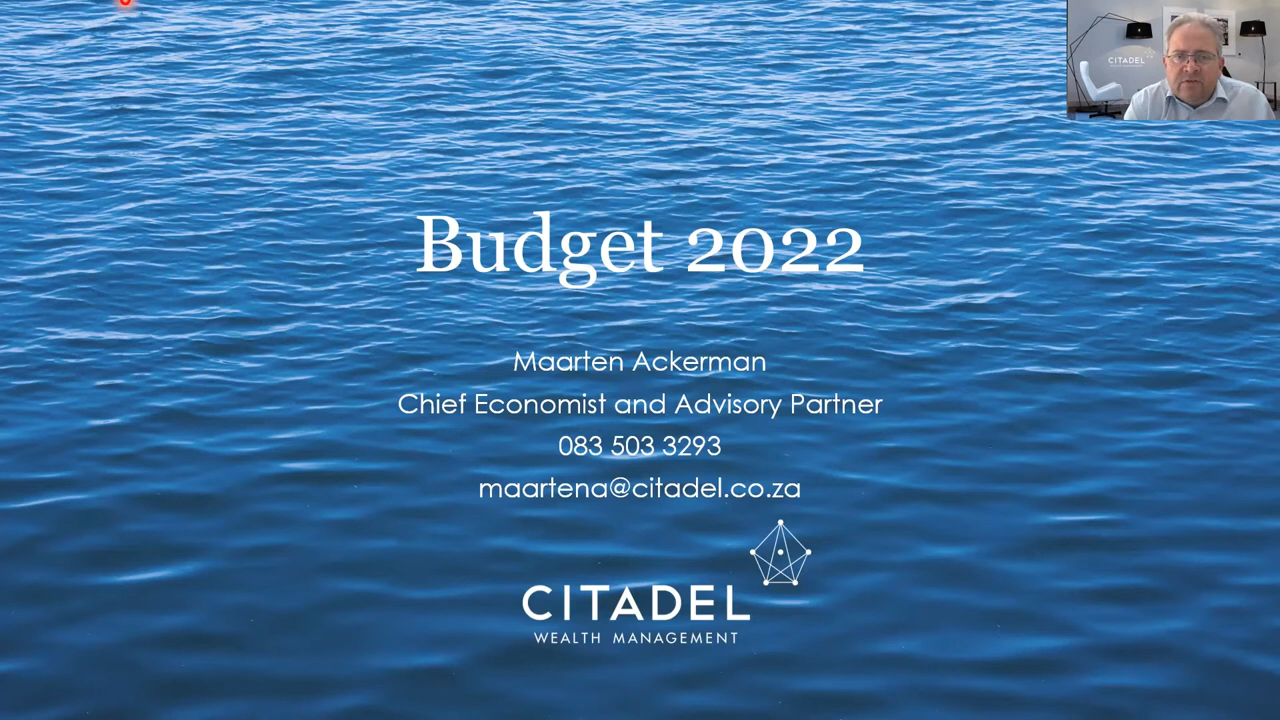 CITADEL
Budget 2022
Maarten Ackerman
Chief Economist and Advisory Partner
083 503 3293
maartena@citadel.co.za
CITADEL
WEALTH MANAGEMENT